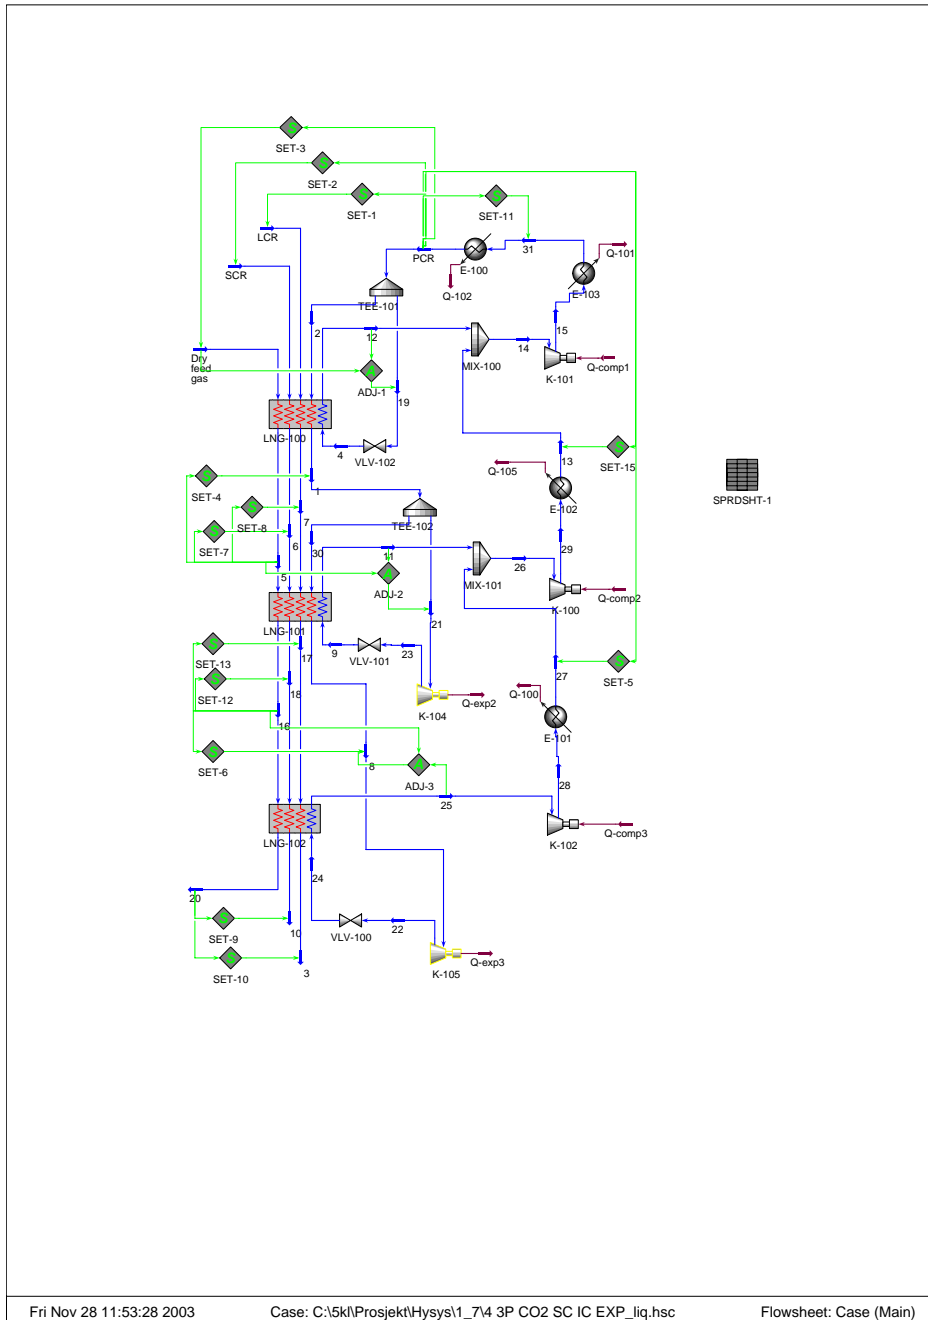 SET-3
SET-2
SET-1
SET-11
LCR
PCR
31
Q-101
SCR
E-100
E-103
Q-102
TEE-101
2
12
15
14
Dry
feed
gas
MIX-100
K-101
Q-comp1
ADJ-1
19
LNG-100
4
VLV-102
13
SET-15
Q-105
SET-4
1
E-102
SPRDSHT-1
SET-8
7
TEE-102
SET-7
6
30
29
11
26
5
ADJ-2
MIX-101
K-100
Q-comp2
LNG-101
21
SET-13
17
9
VLV-101
23
27
SET-5
SET-12
18
Q-100
K-104
Q-exp2
16
E-101
SET-6
8
ADJ-3
28
25
LNG-102
K-102
Q-comp3
24
20
SET-9
10
VLV-100
22
SET-10
3
K-105
Q-exp3
Fri Nov 28 11:53:28 2003 Case: C:\5kl\Prosjekt\Hysys\1_7\4 3P CO2 SC IC EXP_liq.hsc Flowsheet: Case (Main)